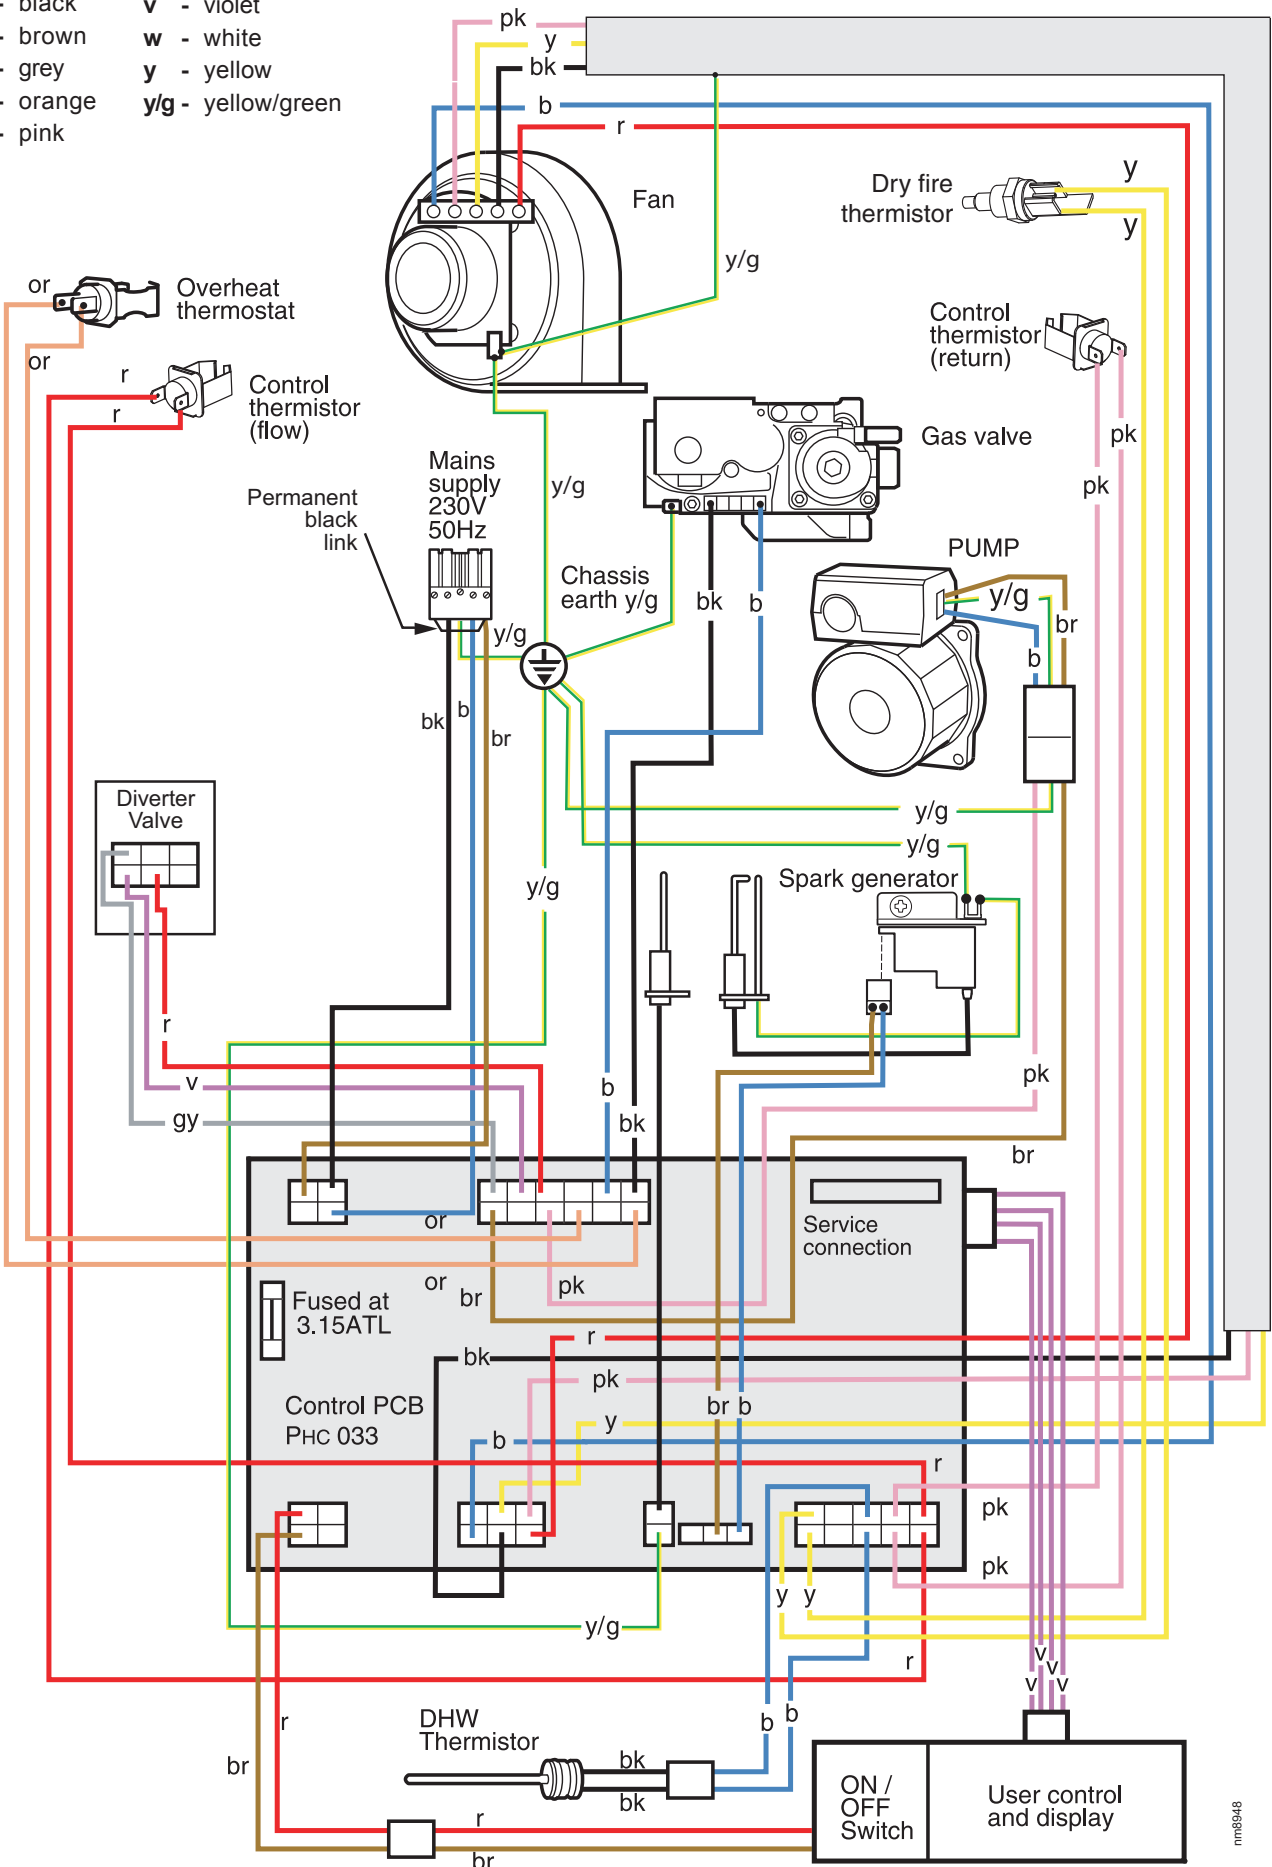 - black v - violet
- brown w - white
- grey y - yellow
- orange y/g - yellow/green
- pink
pk
y
bk
b
r
Fan
Dry fire
thermistor
y
y
y/g
or
Overheat
thermostat
or
Control
thermistor
(return)
r
r
Control
thermistor
(flow)
Gas valve
pk
pk
Mains
supply
230V
50Hz
y/g
Permanent
black
link
PUMP
Chassis
earth y/g
bk
b
y/g
br
y/g
b
bk
b
br
Diverter
Valve
y/g
y/g
Spark generator
y/g
r
v
gy
b
bk
pk
br
or
Service
connection
or
br
pk
Fused at
3.15ATL
r
bk
pk
Control PCB
PHC 033
br b
y
b
r
pk
pk
y y
y/g
r
v
v
v
v
r
DHW
Thermistor
b
b
br
bk
bk
ON /
OFF
Switch
User control
and display
r
br
nm8948